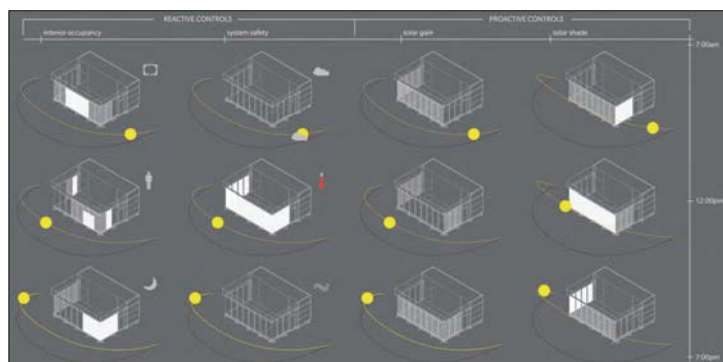 REACTIVE CONTROLS
PROACTIVE CONTROLS
interior occupancy
system safety
solar gain
solar shade
7:00am
12:00pm
7:00pm